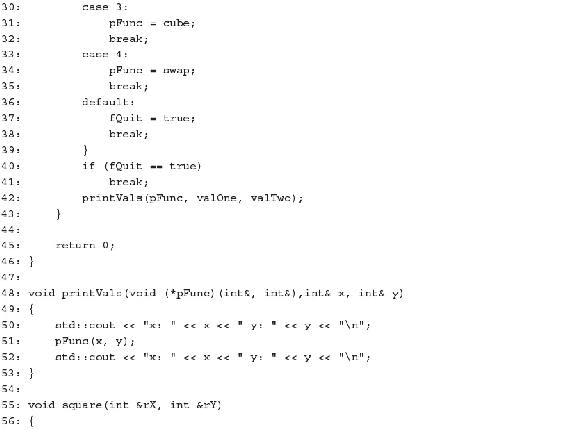 30:         case 3:
31:             pFunc = cube;
32:             break;
33:         case 4:
34:             pFunc = swap;
35:             break;
36:         default:
37:             fQuit = true;
38:             break;
39:         }
40:         if (fQuit == true)
41:             break;
42:         printVals(pFunc, valOne, valTwo);
43:     }
44:
45:     return 0;
46: }
47:
48: void printVals(void (*pFunc)(int&, int&),int& x, int& y)
49: {
50:     std::cout << "x: " << x << " y: " << y << "\n";
51:     pFunc(x, y);
52:     std::cout << "x: " << x << " y: " << y << "\n";
53: }
54:
55: void square(int &rX, int &rY)
56: {